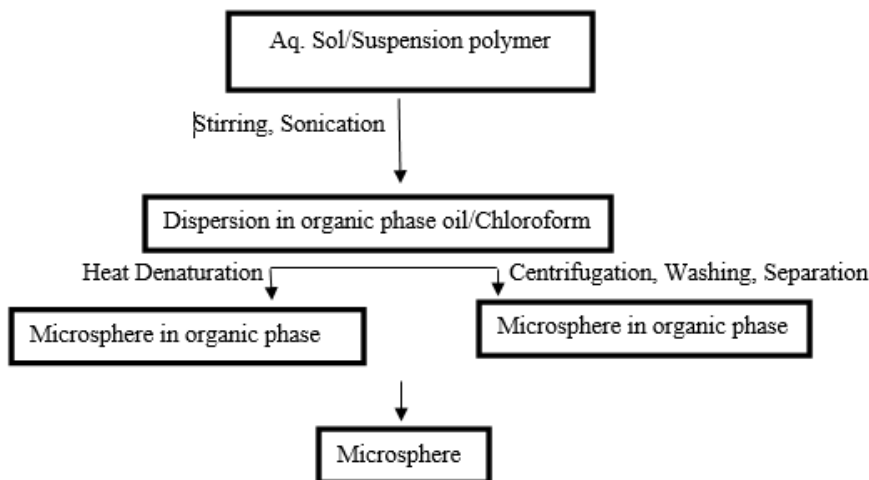 Aq. Sol/Suspension polymer
Stirring, Sonication
Dispersion in organic phase oil/Chloroform
Heat Denaturation
Centrifugation, Washing, Separation
Microsphere in organic phase
Microsphere in organic phase
Microsphere